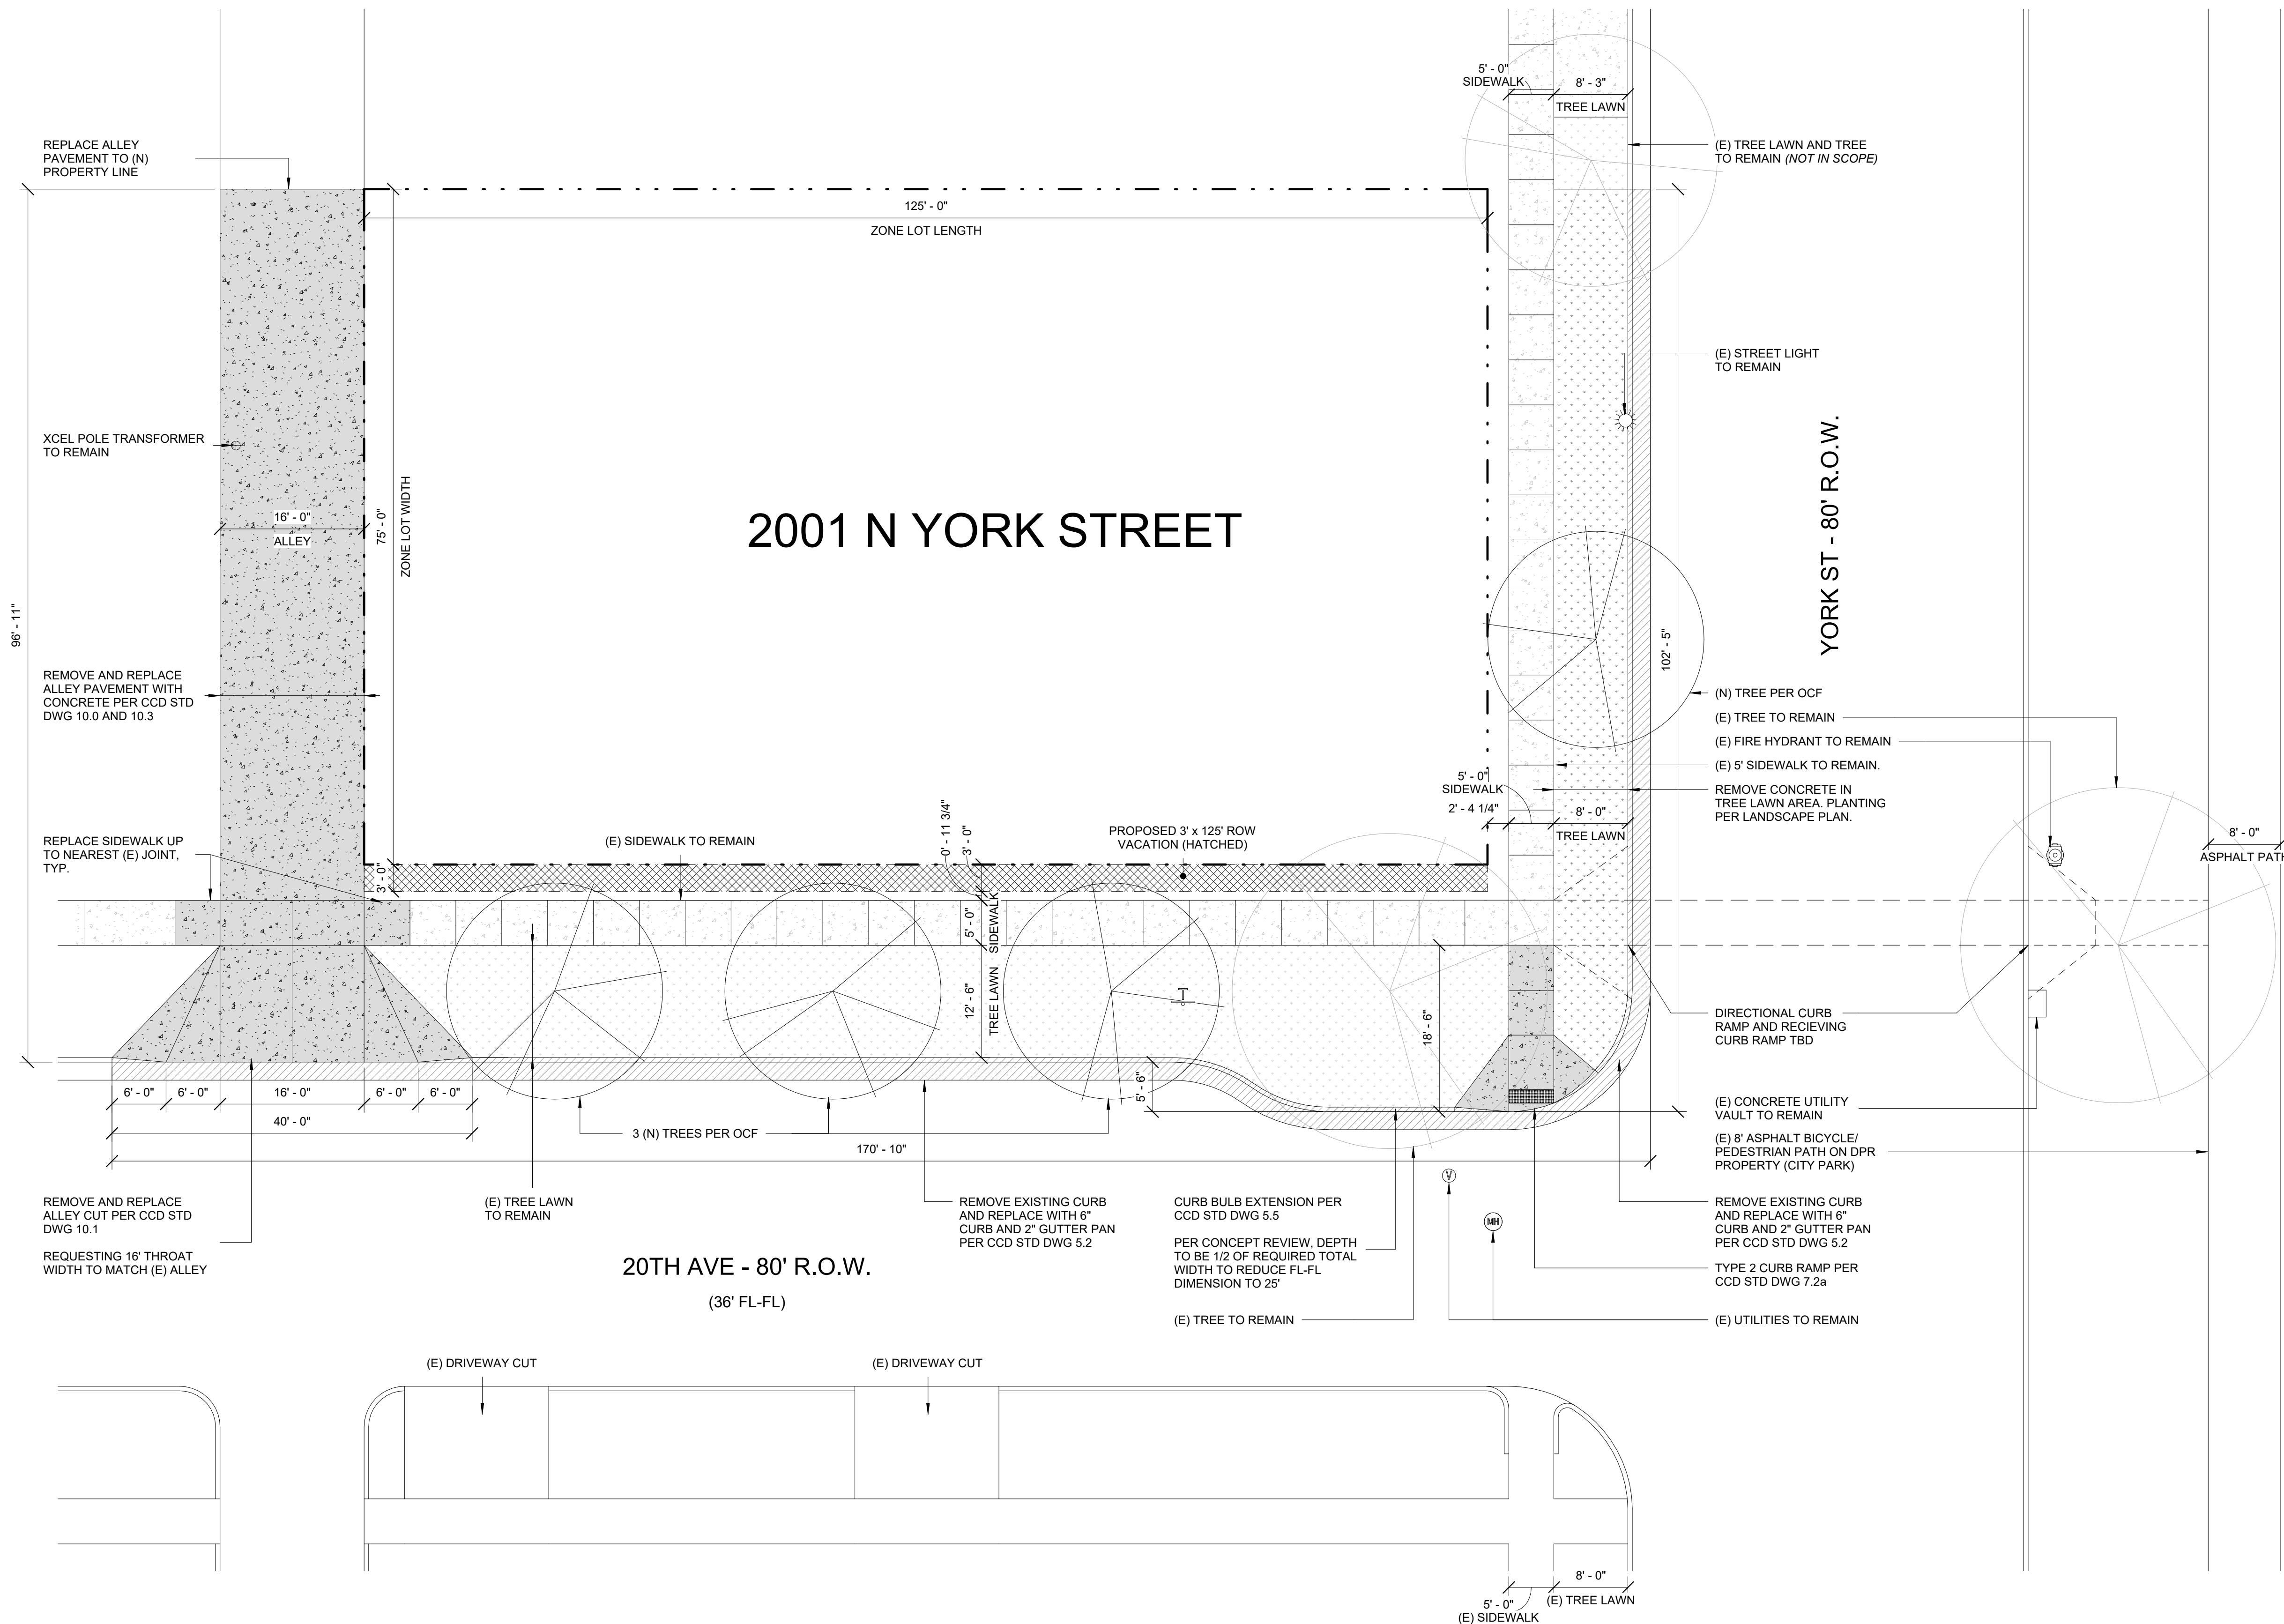 5' - 0"
SIDEWALK
8' - 3"
TREE LAWN
REPLACE ALLEY
PAVEMENT TO (N)
PROPERTY LINE
(E) TREE LAWN AND TREE
TO REMAIN (NOT IN SCOPE)
125' - 0"
ZONE LOT LENGTH
(E) STREET LIGHT
TO REMAIN
XCEL POLE TRANSFORMER
TO REMAIN
16' - 0"
ALLEY
75' - 0"
ZONE LOT WIDTH
2001 N YORK STREET
YORK ST - 80' R.O.W.
96' - 11"
102' - 5"
REMOVE AND REPLACE
ALLEY PAVEMENT WITH
CONCRETE PER CCD STD
DWG 10.0 AND 10.3
(N) TREE PER OCF
(E) TREE TO REMAIN
(E) FIRE HYDRANT TO REMAIN
(E) 5' SIDEWALK TO REMAIN.
REMOVE CONCRETE IN
TREE LAWN AREA. PLANTING
PER LANDSCAPE PLAN.
5' - 0"
SIDEWALK
2' - 4 1/4"
8' - 0"
TREE LAWN
8' - 0"
ASPHALT PATH
REPLACE SIDEWALK UP
TO NEAREST (E) JOINT,
TYP.
(E) SIDEWALK TO REMAIN
0' - 11 3/4"
3' - 0"
PROPOSED 3' x 125' ROW
VACATION (HATCHED)
3' - 0"
5' - 0"
SIDEWALK
12' - 6"
TREE LAWN
18' - 6"
5' - 6"
DIRECTIONAL CURB
RAMP AND RECIEVING
CURB RAMP TBD
6' - 0"
6' - 0"
16' - 0"
6' - 0"
6' - 0"
40' - 0"
3 (N) TREES PER OCF
170' - 10"
(E) CONCRETE UTILITY
VAULT TO REMAIN
(E) 8' ASPHALT BICYCLE/
PEDESTRIAN PATH ON DPR
PROPERTY (CITY PARK)
V
MH
REMOVE AND REPLACE
ALLEY CUT PER CCD STD
DWG 10.1
REQUESTING 16' THROAT
WIDTH TO MATCH (E) ALLEY
(E) TREE LAWN
TO REMAIN
REMOVE EXISTING CURB
AND REPLACE WITH 6"
CURB AND 2" GUTTER PAN
PER CCD STD DWG 5.2
CURB BULB EXTENSION PER
CCD STD DWG 5.5
PER CONCEPT REVIEW, DEPTH
TO BE 1/2 OF REQUIRED TOTAL
WIDTH TO REDUCE FL-FL
DIMENSION TO 25'
(E) TREE TO REMAIN
REMOVE EXISTING CURB
AND REPLACE WITH 6"
CURB AND 2" GUTTER PAN
PER CCD STD DWG 5.2
TYPE 2 CURB RAMP PER
CCD STD DWG 7.2a
(E) UTILITIES TO REMAIN
20TH AVE - 80' R.O.W.
(36' FL-FL)
(E) DRIVEWAY CUT
(E) DRIVEWAY CUT
5' - 0"
(E) SIDEWALK
8' - 0"
(E) TREE LAWN